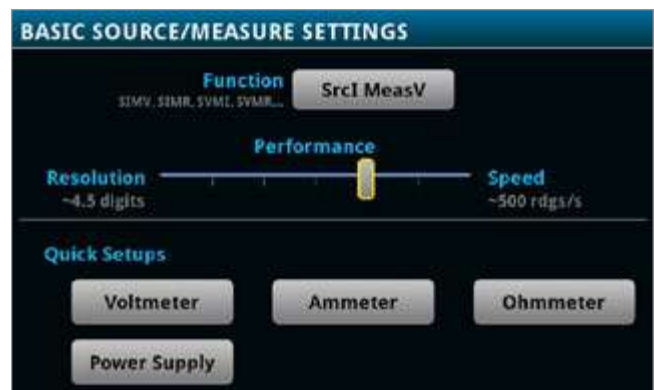 BASIC SOURCE/MEASURE SETTINGS
Function
SIMV, SIMR, SVMI, SVMR...
SrcI MeasV
Performance
Resolution
~4.5 digits
Speed
~500 rdgs/s
Quick Setups
Voltmeter
Ammeter
Ohmmeter
Power Supply